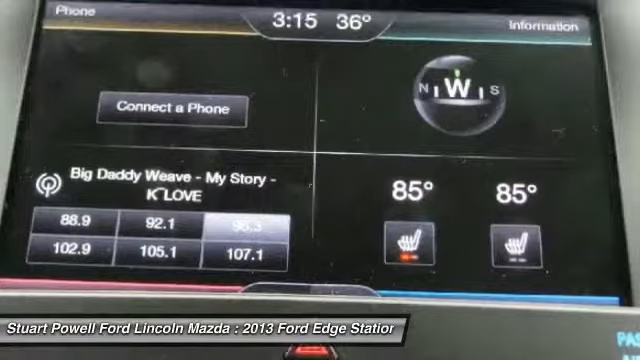 Phone
3:15 36°
Information
Connect a Phone
N W S
Big Daddy Weave - My Story -
K-LOVE
88.9 92.1
102.9 105.1 107.1
85° 85°
Stuart Powell Ford Lincoln Mazda : 2013 Ford Edge Station